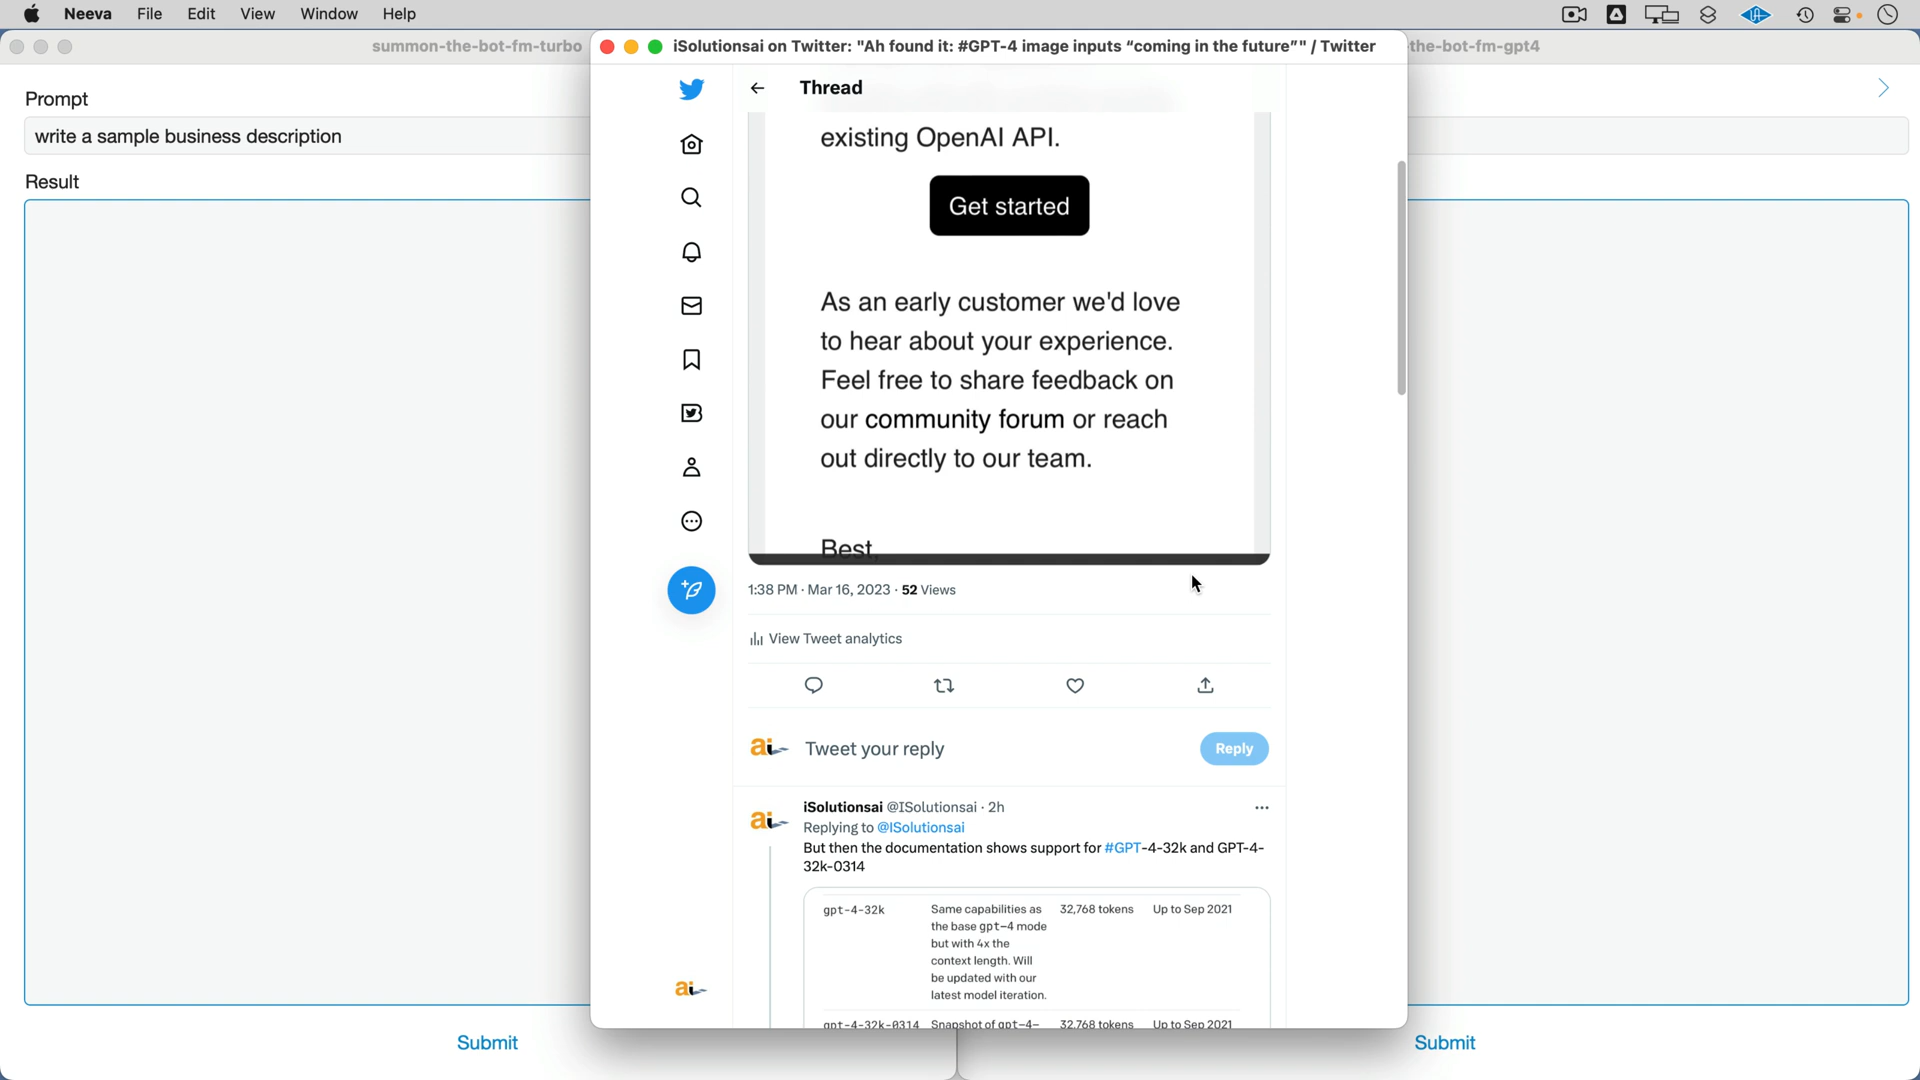 Neeva File Edit View Window Help
summon-the-bot-fm-turbo
iSolutionsai on Twitter: "Ah found it: #GPT-4 image inputs “coming in the future”" / Twitter
the-bot-fm-gpt4
Prompt
write a sample business description
Result
Submit
Thread
existing OpenAI API.
Get started
As an early customer we'd love
to hear about your experience.
Feel free to share feedback on
our community forum or reach
out directly to our team.
Best,
1:38 PM · Mar 16, 2023 · 52 Views
View Tweet analytics
ai
Tweet your reply
Reply
ai
iSolutionsai @ISolutionsai · 2h
Replying to @ISolutionsai
But then the documentation shows support for #GPT-4-32k and GPT-4-
32k-0314
gpt-4-32k Same capabilities as 32,768 tokens Up to Sep 2021
the base gpt-4 mode
but with 4x the
context length. Will
be updated with our
latest model iteration.
gpt-4-32k-0314 Snapshot of gpt-4- 32,768 tokens Up to Sep 2021
ai
Submit